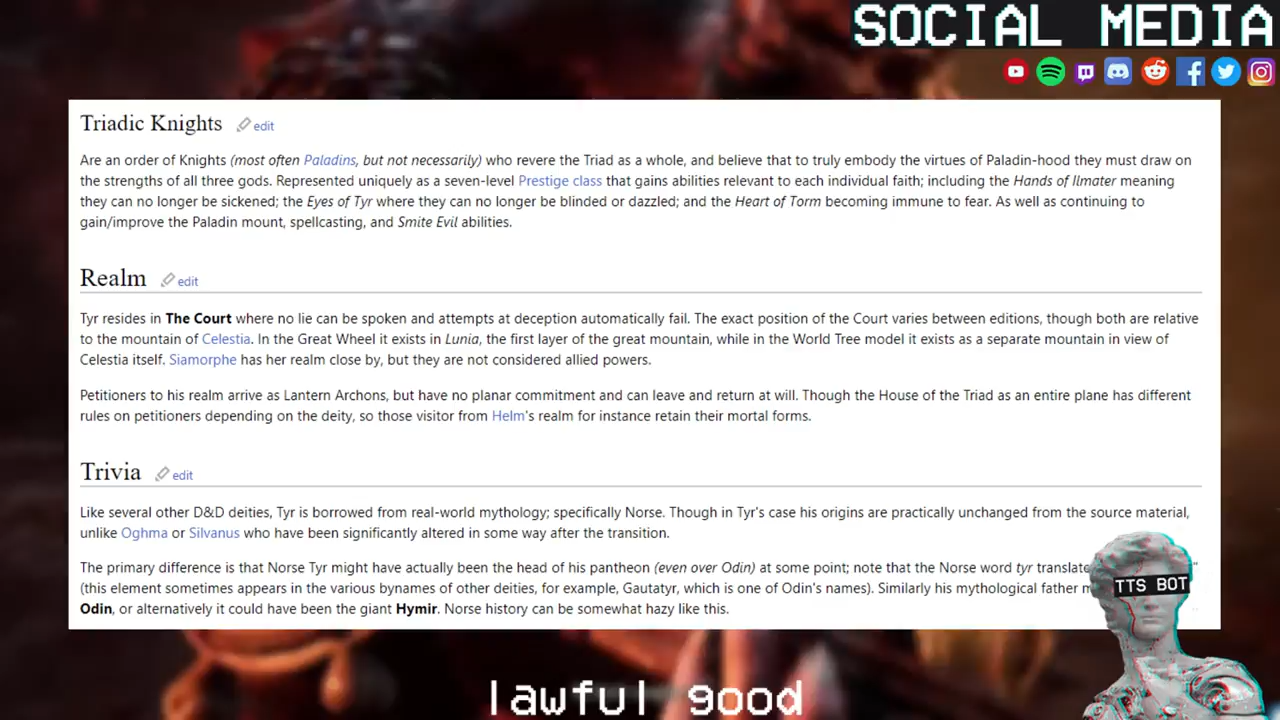 SOCIAL MEDIA
Triadic Knights edit
Are an order of Knights (most often Paladins, but not necessarily) who revere the Triad as a whole, and believe that to truly embody the virtues of Paladin-hood they must draw on
the strengths of all three gods. Represented uniquely as a seven-level Prestige class that gains abilities relevant to each individual faith; including the Hands of Ilmater meaning
they can no longer be sickened; the Eyes of Tyr where they can no longer be blinded or dazzled; and the Heart of Torm becoming immune to fear. As well as continuing to
gain/improve the Paladin mount, spellcasting, and Smite Evil abilities.
Realm edit
Tyr resides in The Court where no lie can be spoken and attempts at deception automatically fail. The exact position of the Court varies between editions, though both are relative
to the mountain of Celestia. In the Great Wheel it exists in Lunia, the first layer of the great mountain, while in the World Tree model it exists as a separate mountain in view of
Celestia itself. Siamorphe has her realm close by, but they are not considered allied powers.
Petitioners to his realm arrive as Lantern Archons, but have no planar commitment and can leave and return at will. Though the House of the Triad as an entire plane has different
rules on petitioners depending on the deity, so those visitor from Helm's realm for instance retain their mortal forms.
Trivia edit
Like several other D&D deities, Tyr is borrowed from real-world mythology; specifically Norse. Though in Tyr's case his origins are practically unchanged from the source material,
unlike Oghma or Silvanus who have been significantly altered in some way after the transition.
The primary difference is that Norse Tyr might have actually been the head of his pantheon (even over Odin) at some point; note that the Norse word tyr
(this element sometimes appears in the various bynames of other deities, for example, Gautatyr, which is one of Odin's names). Similarly his mythological father
Odin, or alternatively it could have been the giant Hymir. Norse history can be somewhat hazy like this.
TTS BOT
lawful good